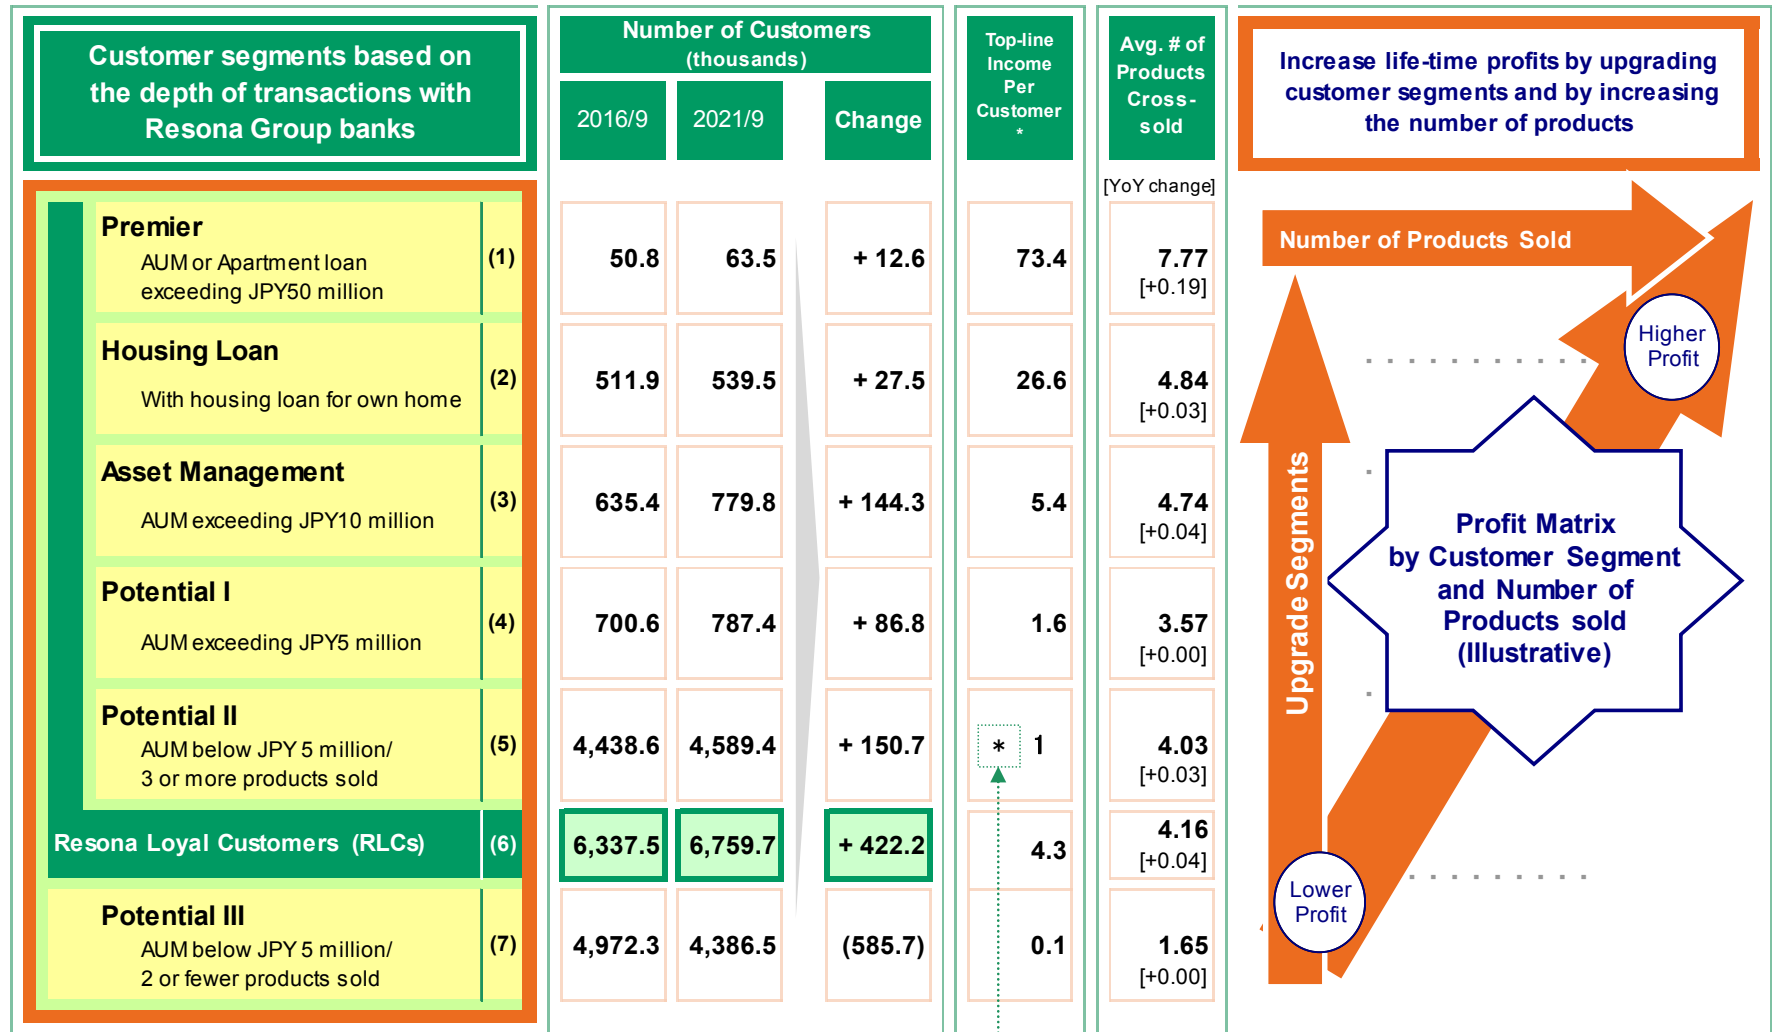 Customer segments based on
the depth of transactions with
Resona Group banks
Number of Customers
(thousands)
2016/9 2021/9 Change
Top-line
Income
Per
Customer
*
Avg. # of
Products
Cross-
sold
[YoY change]
Increase life-time profits by upgrading
customer segments and by increasing
the number of products
Premier
AUM or Apartment loan
exceeding JPY50 million
(1) 50.8 63.5 + 12.6 73.4 7.77
[+0.19]
Housing Loan
With housing loan for own home
(2) 511.9 539.5 + 27.5 26.6 4.84
[+0.03]
Asset Management
AUM exceeding JPY10 million
(3) 635.4 779.8 + 144.3 5.4 4.74
[+0.04]
Potential I
AUM exceeding JPY5 million
(4) 700.6 787.4 + 86.8 1.6 3.57
[+0.00]
Potential II
AUM below JPY 5 million/
3 or more products sold
(5) 4,438.6 4,589.4 + 150.7 * 1 4.03
[+0.03]
Resona Loyal Customers (RLCs) (6) 6,337.5 6,759.7 + 422.2 4.3 4.16
[+0.04]
Potential III
AUM below JPY 5 million/
2 or fewer products sold
(7) 4,972.3 4,386.5 (585.7) 0.1 1.65
[+0.00]
Number of Products Sold
Upgrade Segments
Higher
Profit
Profit Matrix
by Customer Segment
and Number of
Products sold
(Illustrative)
Lower
Profit